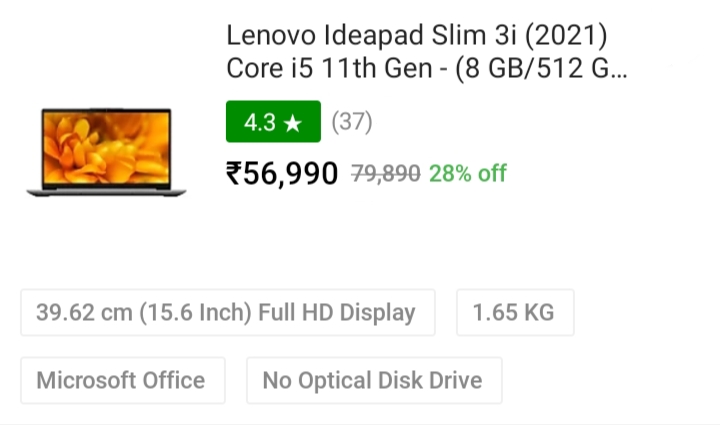 Lenovo Ideapad Slim 3i (2021)
Core i5 11th Gen - (8 GB/512 G...
4.3 ★ (37)
₹56,990 79,890 28% off
39.62 cm (15.6 Inch) Full HD Display 1.65 KG
Microsoft Office No Optical Disk Drive